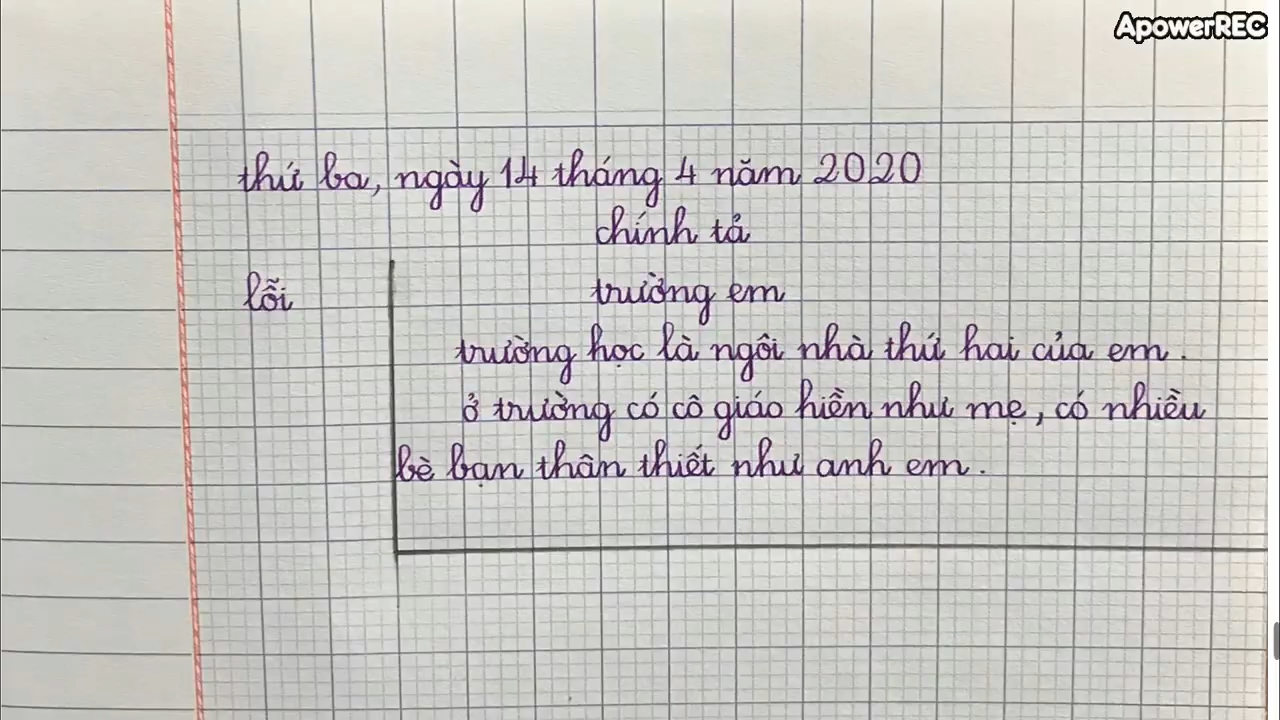 ApowerREC
thứ ba, ngày 14 tháng 4 năm 2020
chính tả
lỗi
trường em
trường học là ngôi nhà thứ hai của em.
ở trường có cô giáo hiền như mẹ, có nhiều
bè bạn thân thiết như anh em.